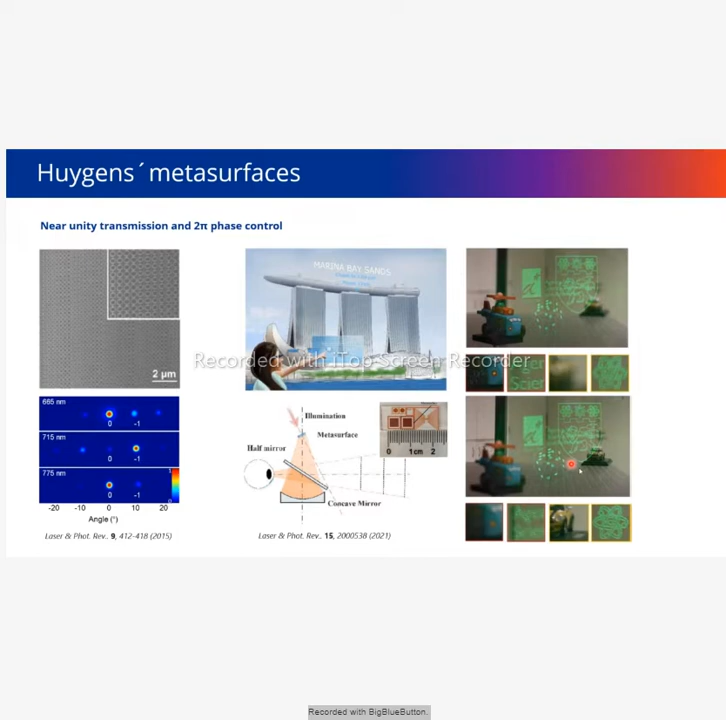 Huygens´metasurfaces
Near unity transmission and 2π phase control
2 µm
665 nm
0 -1
715 nm
0 -1
775 nm
0 -1
1
0
-20 -10 0 10 20
Angle (°)
Laser & Phot. Rev.. 9, 412-418 (2015)
MARINA BAY SANDS
Recorded with iTop Screen Recorder
Illumination
Metasurface
Half mirror
Concave Mirror
0 1cm 2
Laser & Phot. Rev.. 15, 2000538 (2021)
Recorded with BigBlueButton.